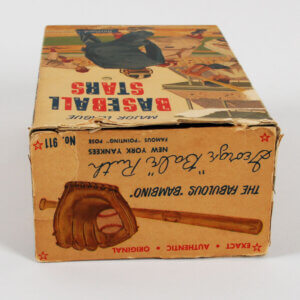 MAJOR LEAGUE
BASEBALL
STARS
No. 911
FAMOUS "POINTING" POSE
NEW YORK YANKEES
George "Babe" Ruth
THE FABULOUS "BAMBINO"
EXACT • AUTHENTIC • ORIGINAL